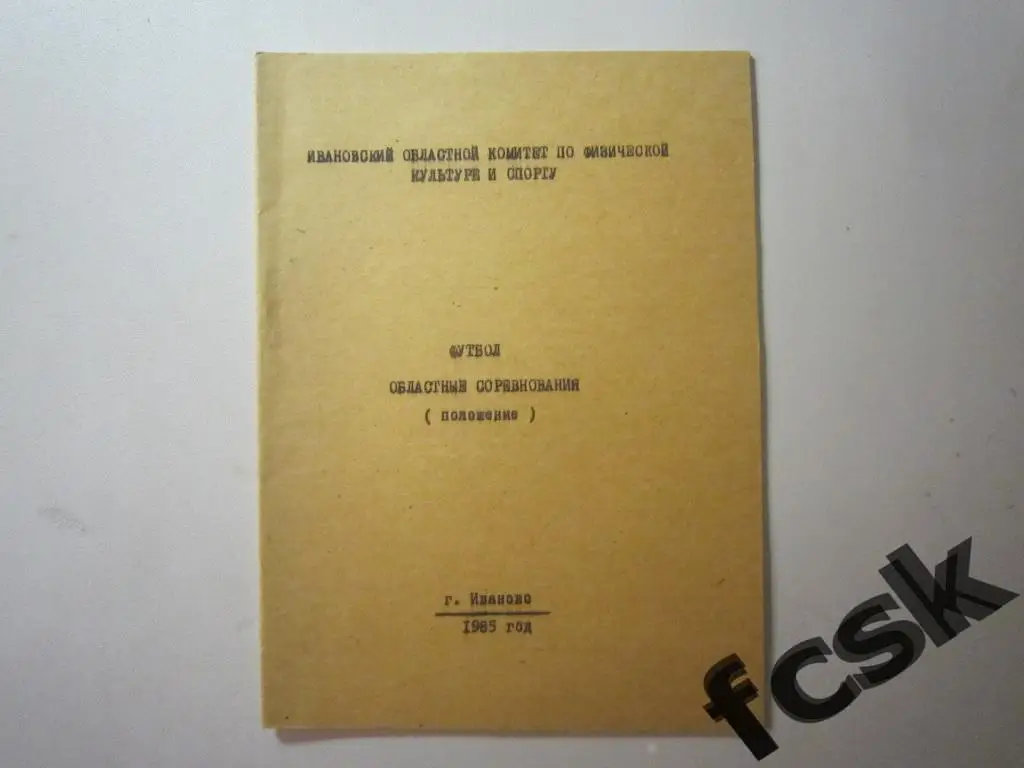 ИВАНОВСКИЙ ОБЛАСТНОЙ КОМИТЕТ ПО ФИЗИЧЕСКОЙ
КУЛЬТУРЕ И СПОРТУ
ФУТБОЛ
ОБЛАСТНЫЕ СОРЕВНОВАНИЯ
( положение )
г. Иваново
1985 год
fcsk